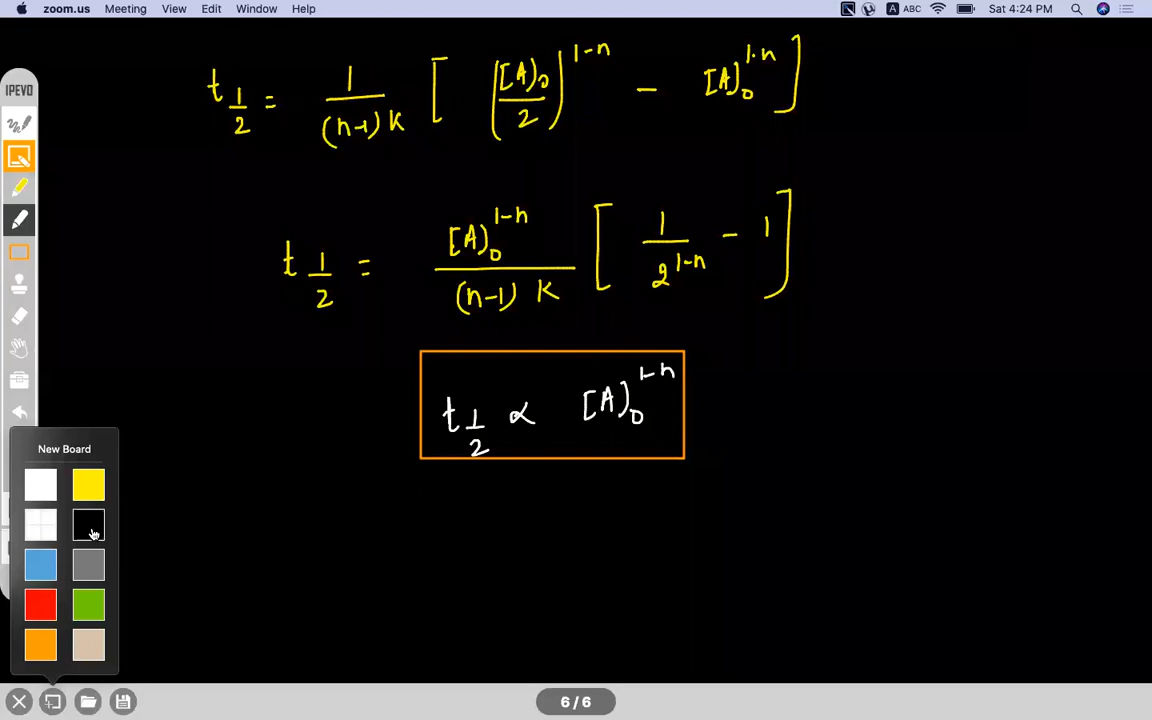 zoom.us Meeting View Edit Window Help A ABC Sat 4:24 PM
IPEVO
t 1/2 = 1/(n-1)K [ ([A]₀/2)^1-n - [A]₀^1-n ]
t 1/2 = [A]₀^1-n/(n-1) K [ 1/2^1-n - 1 ]
t 1/2 ∝ [A]₀^1-n
New Board
6/6